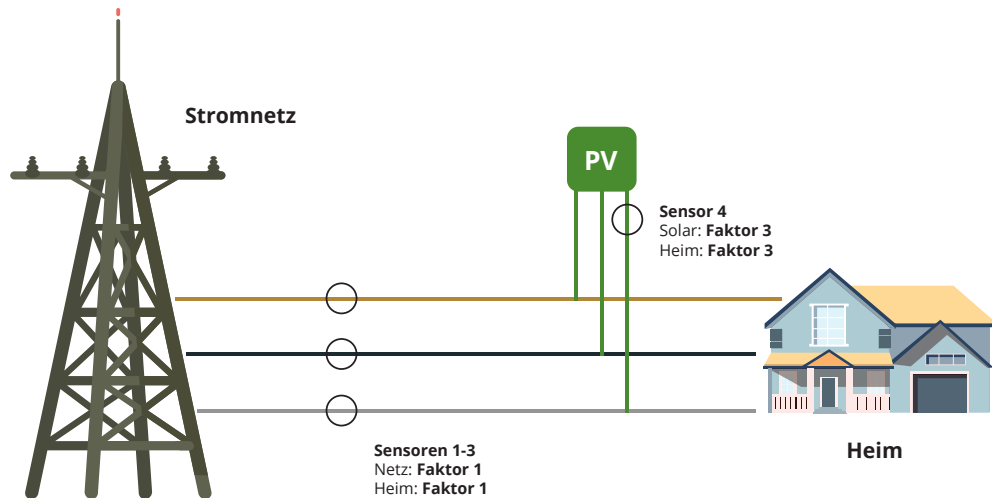 Stromnetz
PV
Sensor 4
Solar: Faktor 3
Heim: Faktor 3
Sensoren 1-3
Netz: Faktor 1
Heim: Faktor 1
Heim